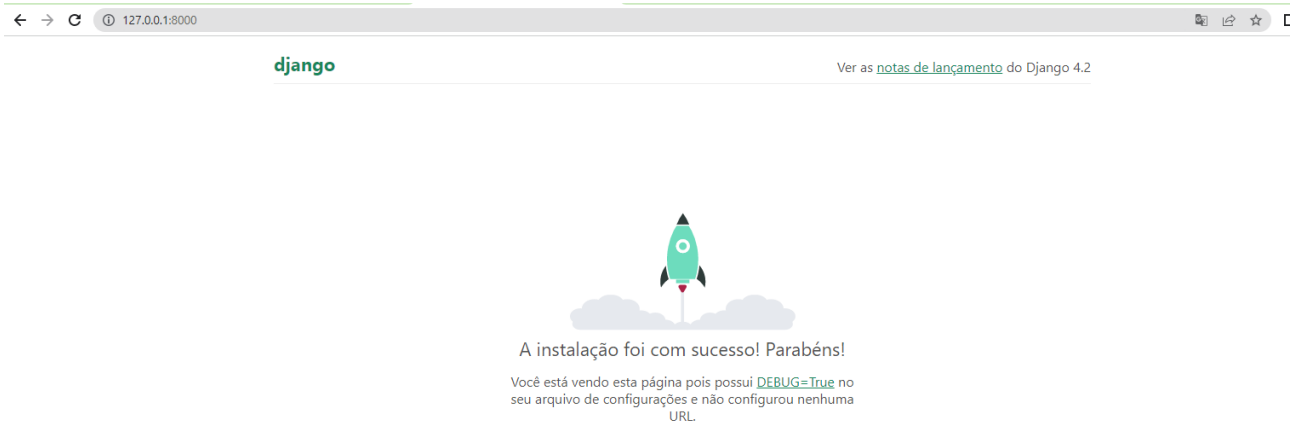 127.0.0.1:8000
django
Ver as notas de lançamento do Django 4.2
A instalação foi com sucesso! Parabéns!
Você está vendo esta página pois possui DEBUG=True no
seu arquivo de configurações e não configurou nenhuma
URL.